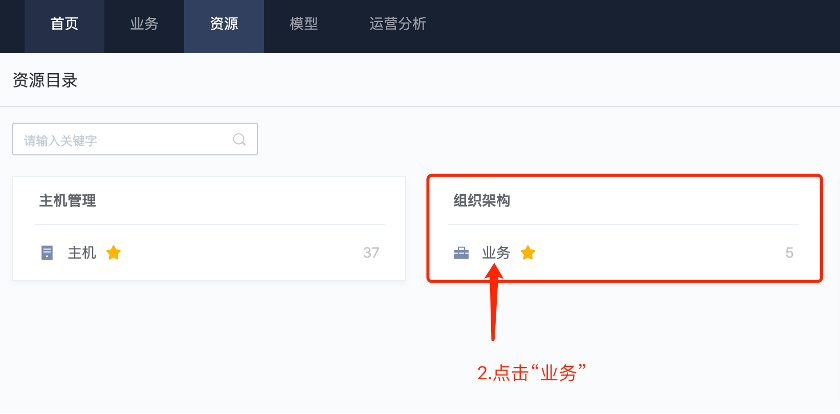 首页 业务 资源 模型 运营分析
资源目录
请输入关键字
主机管理
主机 37
组织架构
业务 5
2.点击“业务”